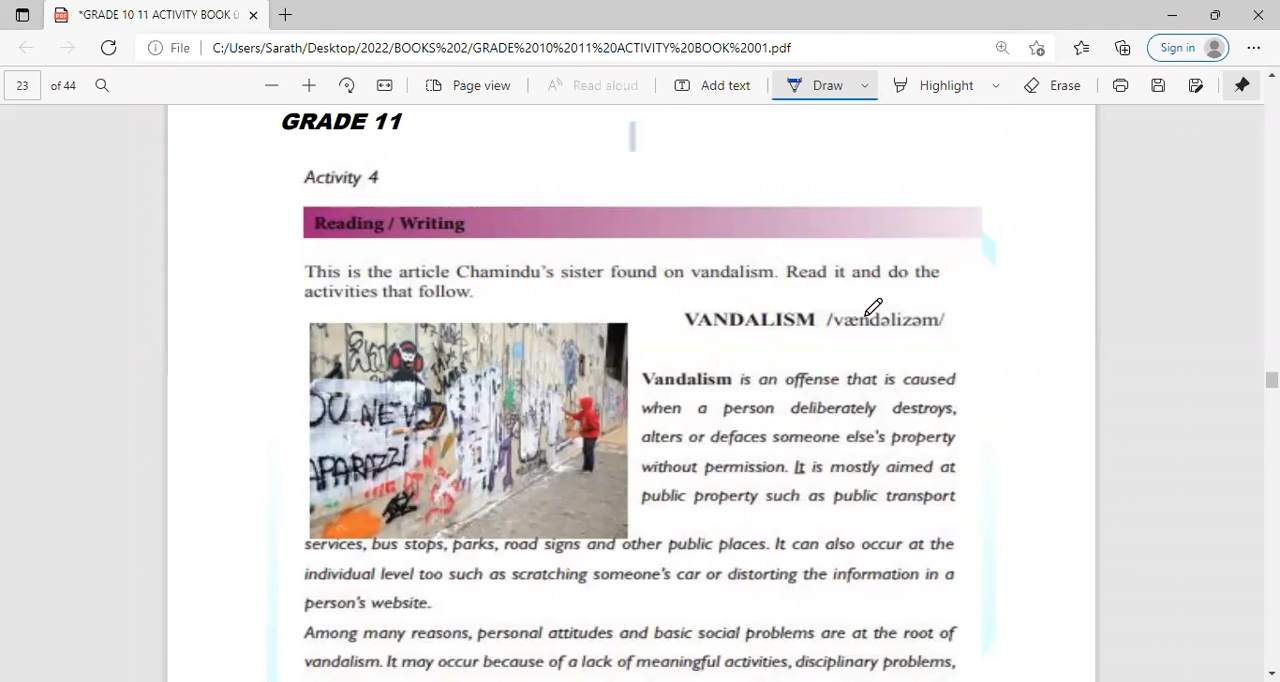 *GRADE 10 11 ACTIVITY BOOK 0
File C:/Users/Sarath/Desktop/2022/BOOKS%202/GRADE%2010%2011%20ACTIVITY%20BOOK%2001.pdf
Sign in
23 of 44
Page view
Read aloud
Add text
Draw
Highlight
Erase
GRADE 11
Activity 4
Reading / Writing
This is the article Chamindu's sister found on vandalism. Read it and do the
activities that follow.
VANDALISM /vændəlizəm/
Vandalism is an offense that is caused
when a person deliberately destroys,
alters or defaces someone else's property
without permission. It is mostly aimed at
public property such as public transport
services, bus stops, parks, road signs and other public places. It can also occur at the
individual level too such as scratching someone's car or distorting the information in a
person's website.
Among many reasons, personal attitudes and basic social problems are at the root of
vandalism. It may occur because of a lack of meaningful activities, disciplinary problems,